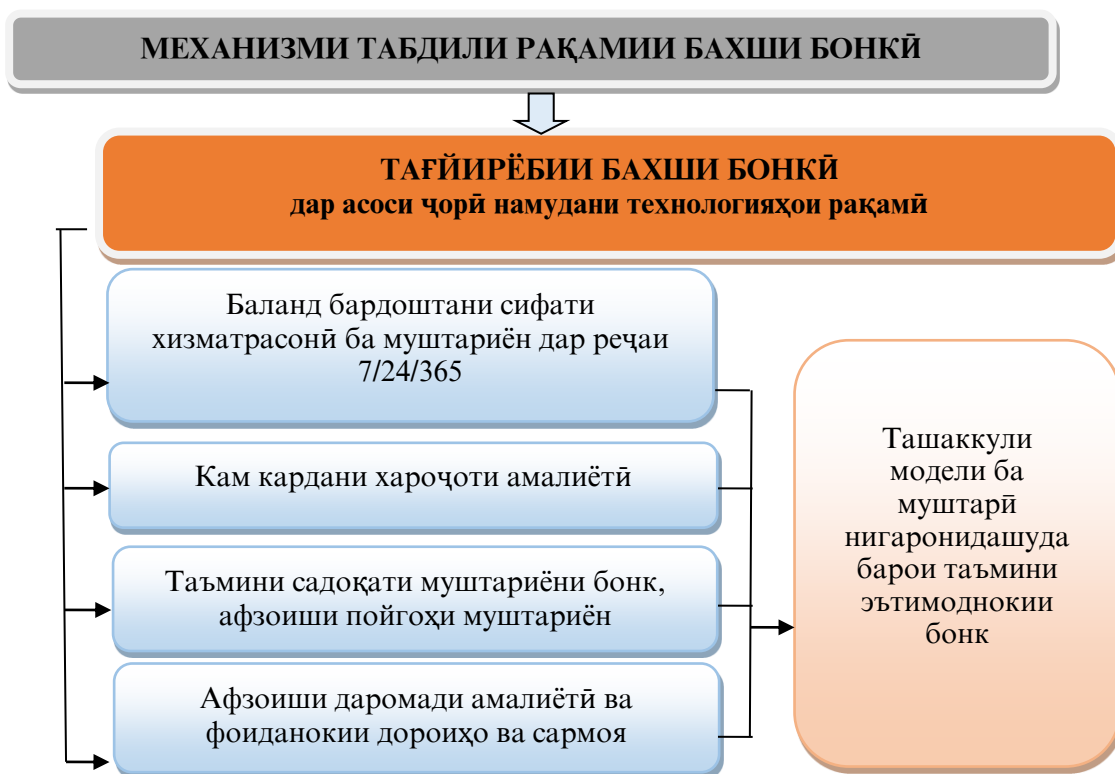 МЕХАНИЗМИ ТАБДИЛИ РАҚАМИИ БАХШИ БОНКӢ
ТАҒЙИРЁБИИ БАХШИ БОНКӢ
дар асоси ҷорӣ намудани технологияҳои рақамӣ
Баланд бардоштани сифати
хизматрасонӣ ба муштариён дар реҷаи
7/24/365
Кам кардани хароҷоти амалиётӣ
Таъмини садоқати муштариёни бонк,
афзоиши пойгоҳи муштариён
Афзоиши даромади амалиётӣ ва
фоиданокии дороиҳо ва сармоя
Ташаккули
модели ба
муштарӣ
нигаронидашуда
барои таъмини
эътимоднокии
бонк